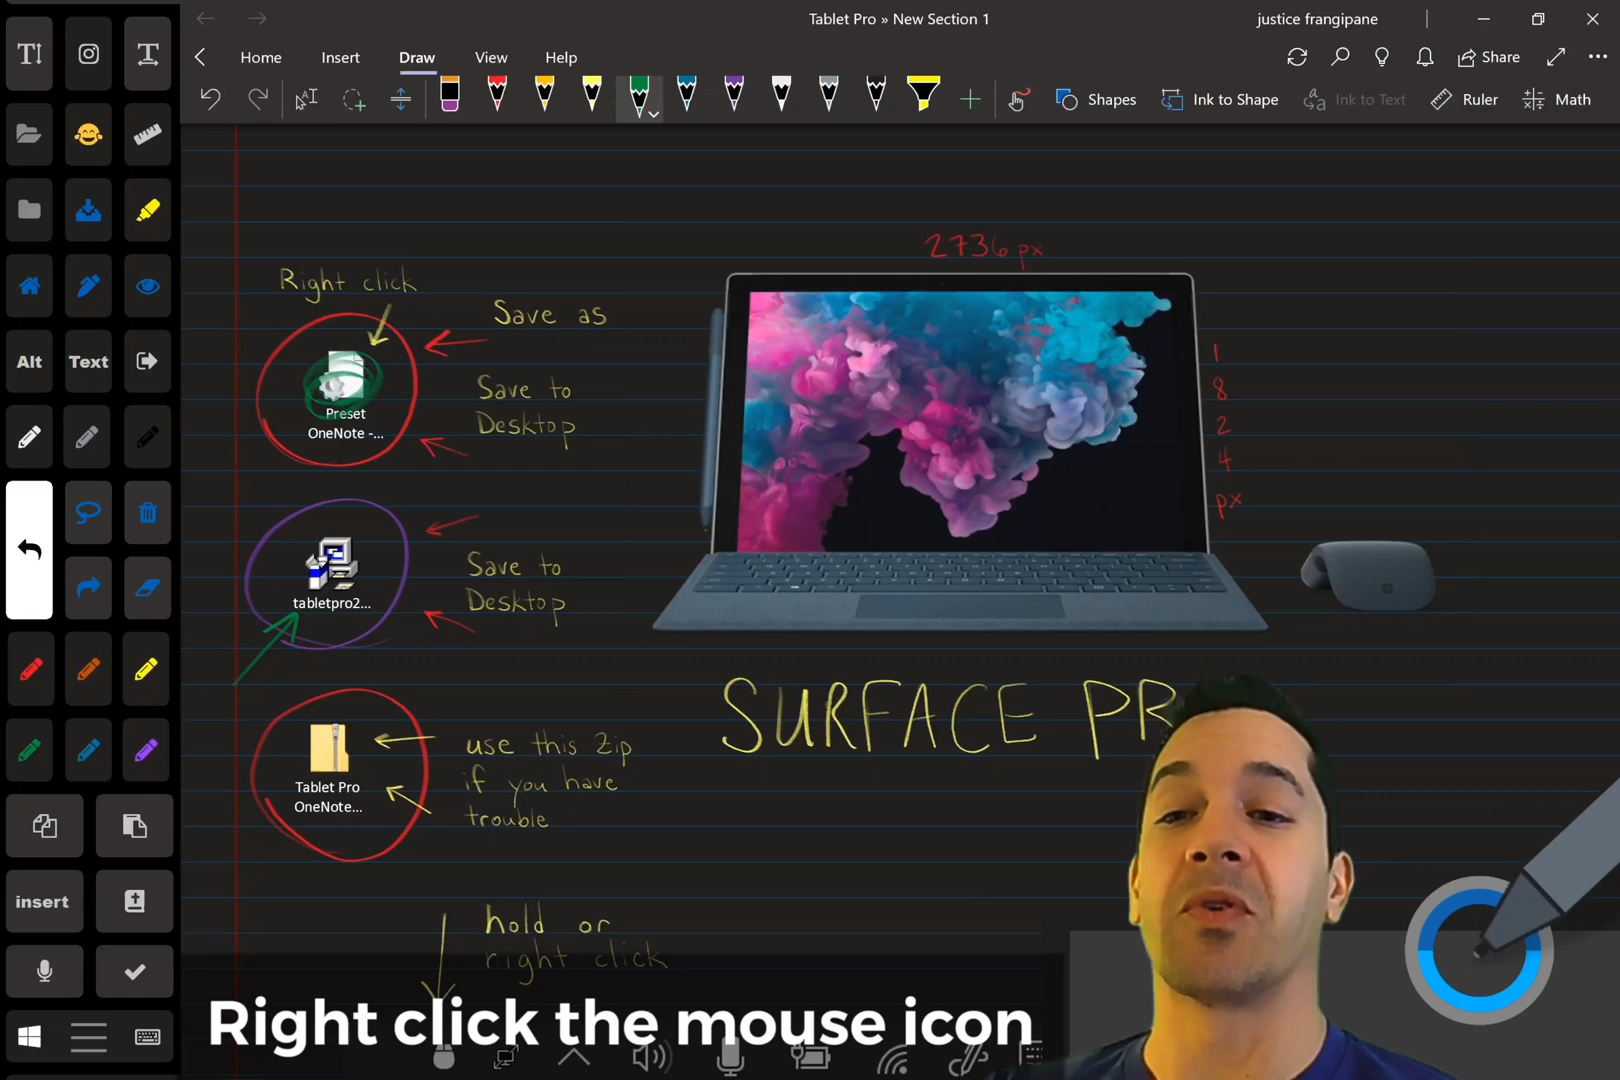 Tablet Pro » New Section 1
justice frangipane
Home
Insert
Draw
View
Help
Share
Shapes
Ink to Shape
Ink to Text
Ruler
Math
Alt
Text
insert
2736 px
Right click
Save as
Save to
Desktop
Preset
OneNote -...
1
8
2
4
px
Save to
Desktop
tabletpro2...
SURFACE PR
use this Zip
if you have
trouble
Tablet Pro
OneNote...
hold or
right click
Right click the mouse icon